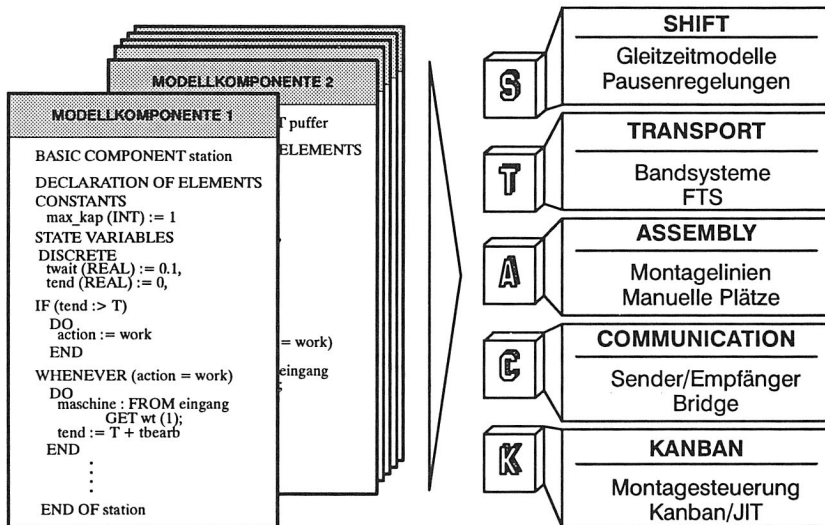 MODELLKOMPONENTE 2
T puffer
ELEMENTS
= work)
eingang
;
MODELLKOMPONENTE 1
BASIC COMPONENT station
DECLARATION OF ELEMENTS
CONSTANTS
max_kap (INT) := 1
STATE VARIABLES
DISCRETE
twait (REAL) := 0.1,
tend (REAL) := 0,
IF (tend :> T)
DO
action := work
END
WHENEVER (action = work)
DO
maschine : FROM eingang
GET wt (1);
tend := T + tbearb
END
END OF station
S
SHIFT
Gleitzeitmodelle
Pausenregelungen
T
TRANSPORT
Bandsysteme
FTS
A
ASSEMBLY
Montagelinien
Manuelle Plätze
C
COMMUNICATION
Sender/Empfänger
Bridge
K
KANBAN
Montagesteuerung
Kanban/JIT